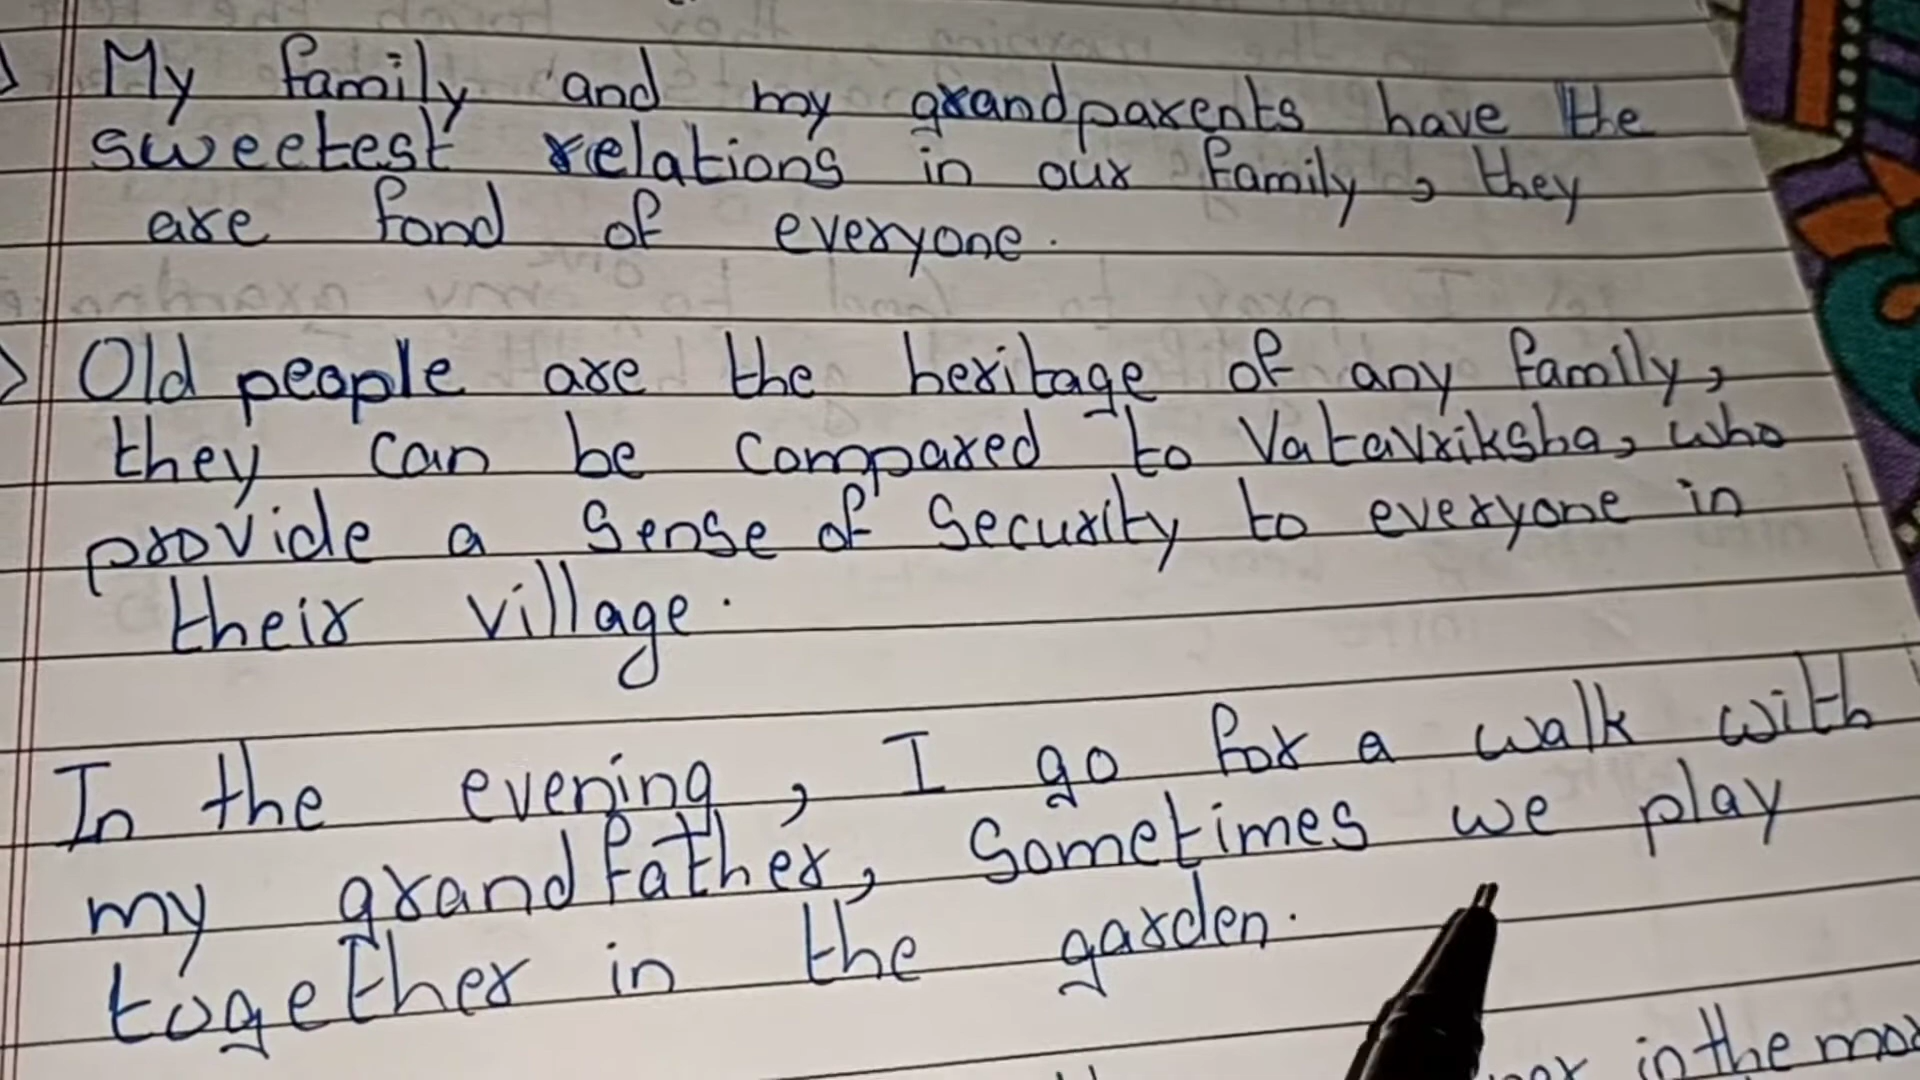 My family and my grandparents have the
sweetest relations in our family, they
are fond of everyone.
Old people are the heritage of any family,
they can be compared to Vatavriksha, who
provide a sense of security to everyone in
their village.
In the evening, I go for a walk with
my grandfather, Sometimes we play
together in the garden.
in the